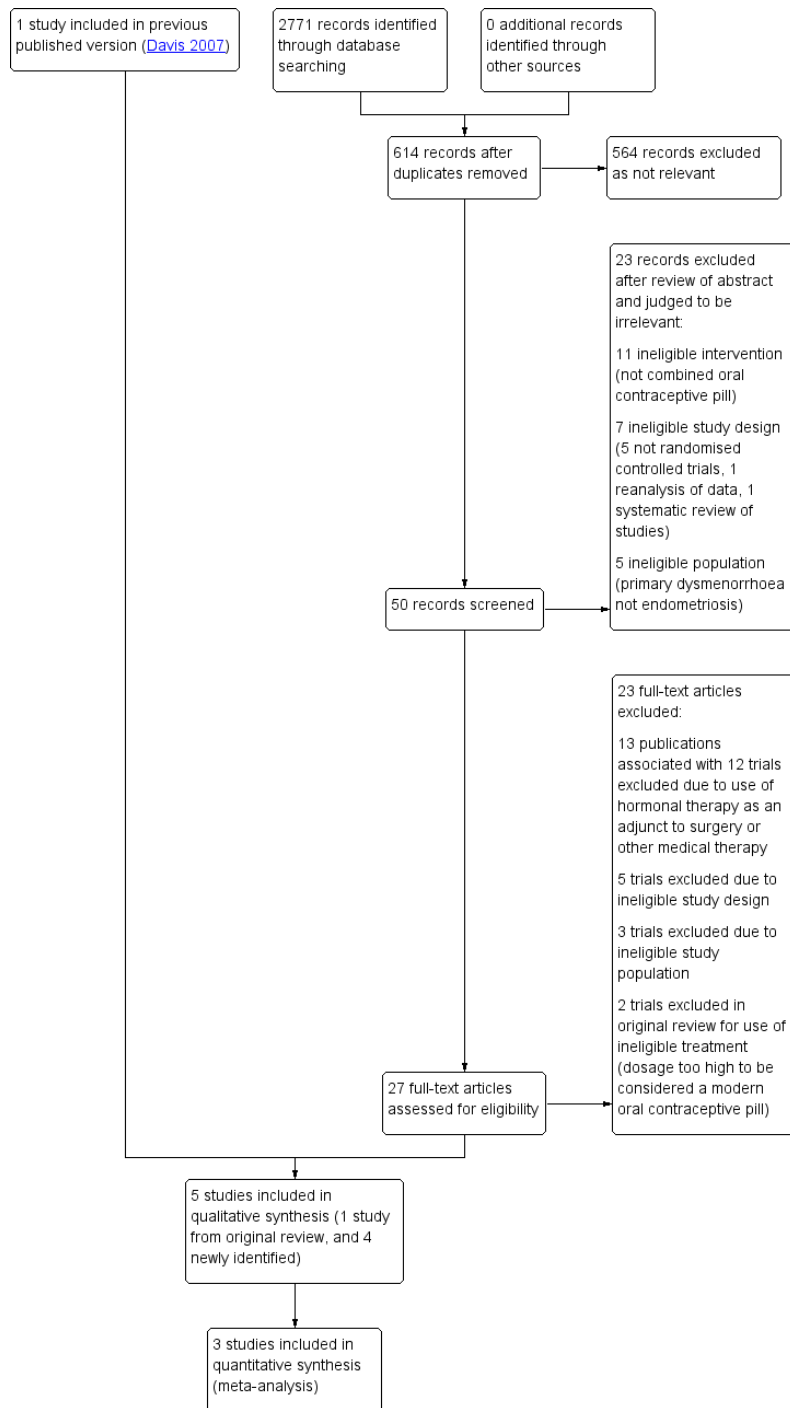 1 study included in previous
published version (Davis 2007)
2771 records identified
through database
searching
0 additional records
identified through
other sources
614 records after
duplicates removed
564 records excluded
as not relevant
23 records excluded
after review of abstract
and judged to be
irrelevant:
11 ineligible intervention
(not combined oral
contraceptive pill)
7 ineligible study design
(5 not randomised
controlled trials, 1
reanalysis of data, 1
systematic review of
studies)
5 ineligible population
(primary dysmenorrhoea
not endometriosis)
50 records screened
23 full-text articles
excluded:
13 publications
associated with 12 trials
excluded due to use of
hormonal therapy as an
adjunct to surgery or
other medical therapy
5 trials excluded due to
ineligible study design
3 trials excluded due to
ineligible study
population
2 trials excluded in
original review for use of
ineligible treatment
(dosage too high to be
considered a modern
oral contraceptive pill)
27 full-text articles
assessed for eligibility
5 studies included in
qualitative synthesis (1 study
from original review, and 4
newly identified)
3 studies included in
quantitative synthesis
(meta-analysis)